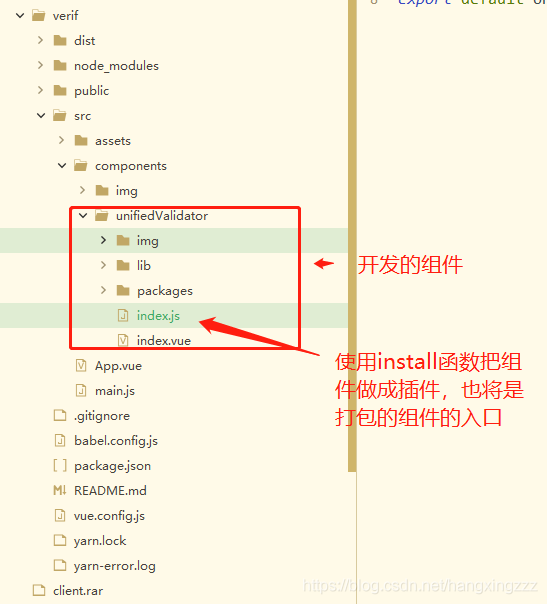 verif
export default on
dist
node_modules
public
src
assets
components
img
unifiedValidator
img
lib
packages
index.js
index.vue
App.vue
main.js
.gitignore
babel.config.js
package.json
README.md
vue.config.js
yarn.lock
yarn-error.log
client.rar
开发的组件
使用install函数把组
件做成插件，也将是
打包的组件的入口
https://blog.csdn.net/hangxingzzz